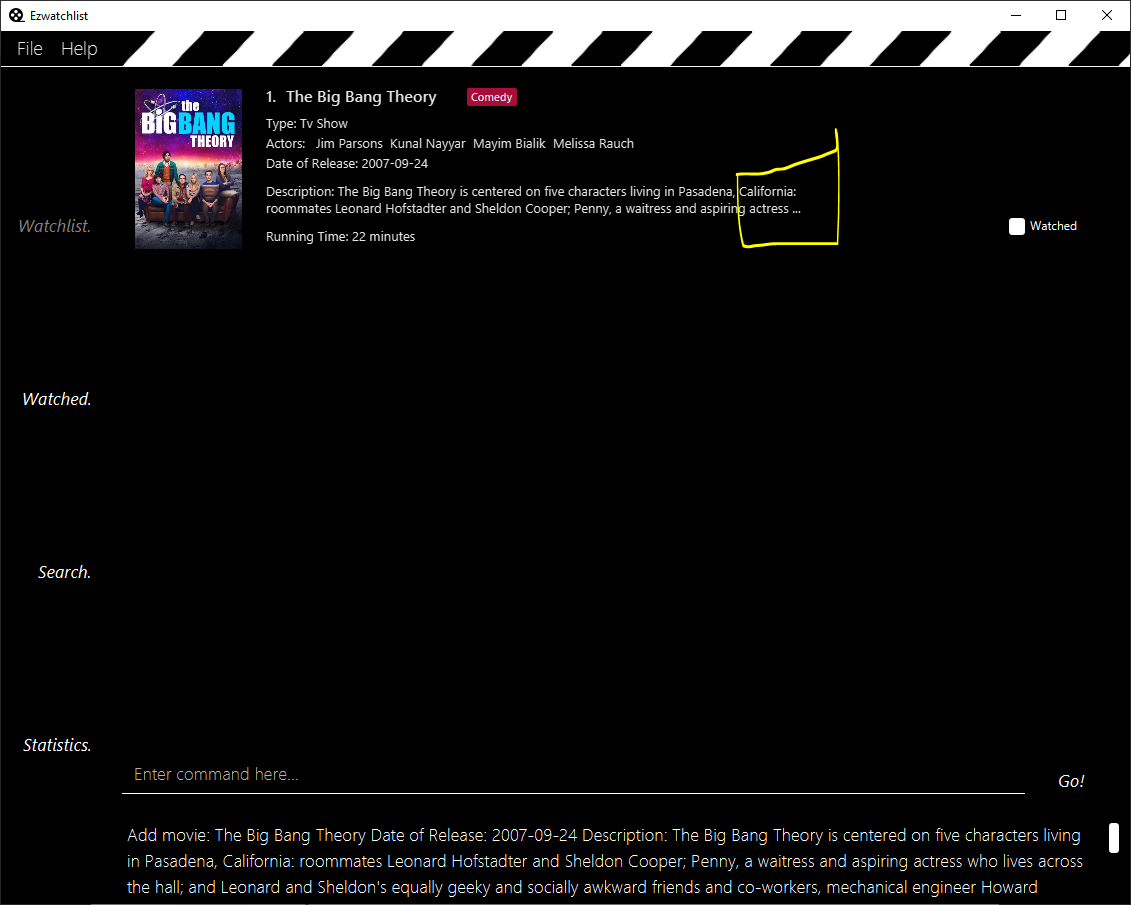 Ezwatchlist
File Help
the
BIG BANG
THEORY
1. The Big Bang Theory Comedy
Type: Tv Show
Actors: Jim Parsons Kunal Nayyar Mayim Bialik Melissa Rauch
Date of Release: 2007-09-24
Description: The Big Bang Theory is centered on five characters living in Pasadena, California:
roommates Leonard Hofstadter and Sheldon Cooper; Penny, a waitress and aspiring actress ...
Running Time: 22 minutes
Watched
Watchlist.
Watched.
Search.
Statistics.
Enter command here...
Go!
Add movie: The Big Bang Theory Date of Release: 2007-09-24 Description: The Big Bang Theory is centered on five characters living
in Pasadena, California: roommates Leonard Hofstadter and Sheldon Cooper; Penny, a waitress and aspiring actress who lives across
the hall; and Leonard and Sheldon's equally geeky and socially awkward friends and co-workers, mechanical engineer Howard